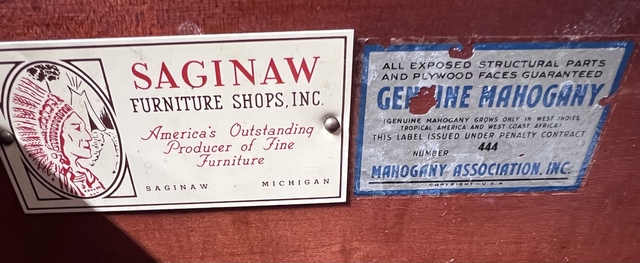 SAGINAW
FURNITURE SHOPS, INC.
America's Outstanding
Producer of Fine
Furniture
SAGINAW MICHIGAN
ALL EXPOSED STRUCTURAL PARTS
AND PLYWOOD FACES GUARANTEED
GENUINE MAHOGANY
(GENUINE MAHOGANY GROWS ONLY IN WEST INDIES,
TROPICAL AMERICA AND WEST COAST AFRICA)
THIS LABEL ISSUED UNDER PENALTY CONTRACT
NUMBER 444
MAHOGANY ASSOCIATION, INC.
COPYRIGHT - U.S.A.